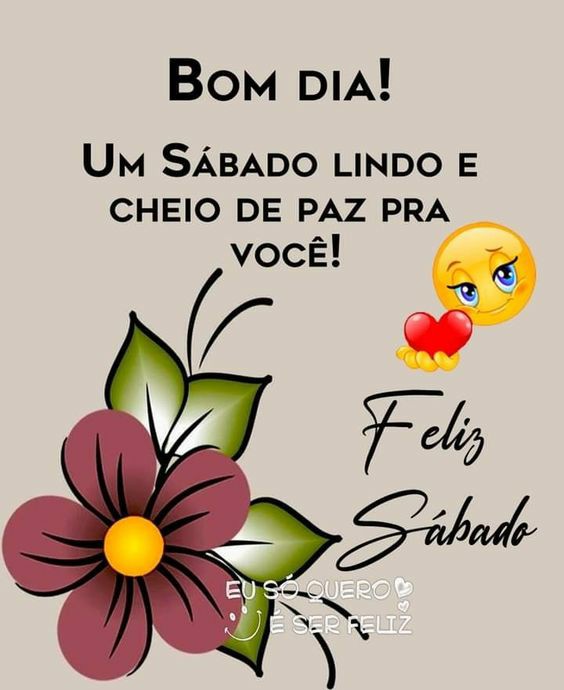 BOM DIA!
UM SÁBADO LINDO E
CHEIO DE PAZ PRA
VOCÊ!
Feliz
Sábado
EU SÓ QUERO
É SER FELIZ